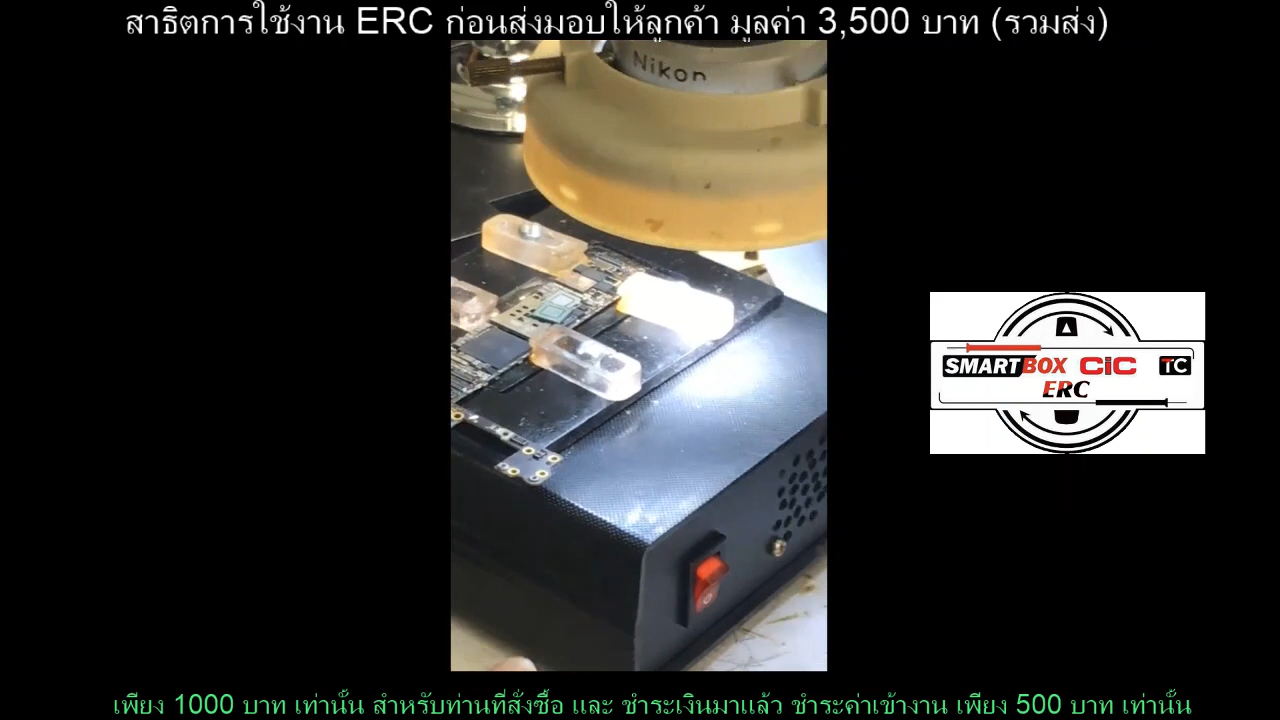 สาธิตการใช้งาน ERC ก่อนส่งมอบให้ลูกค้า มูลค่า 3,500 บาท (รวมส่ง)
Nikon
SMARTBOX CiC TC
ERC
เพียง 1000 บาท เท่านั้น สำหรับท่านที่สั่งซื้อ และ ชำระเงินมาแล้ว ชำระค่าเข้างาน เพียง 500 บาท เท่านั้น